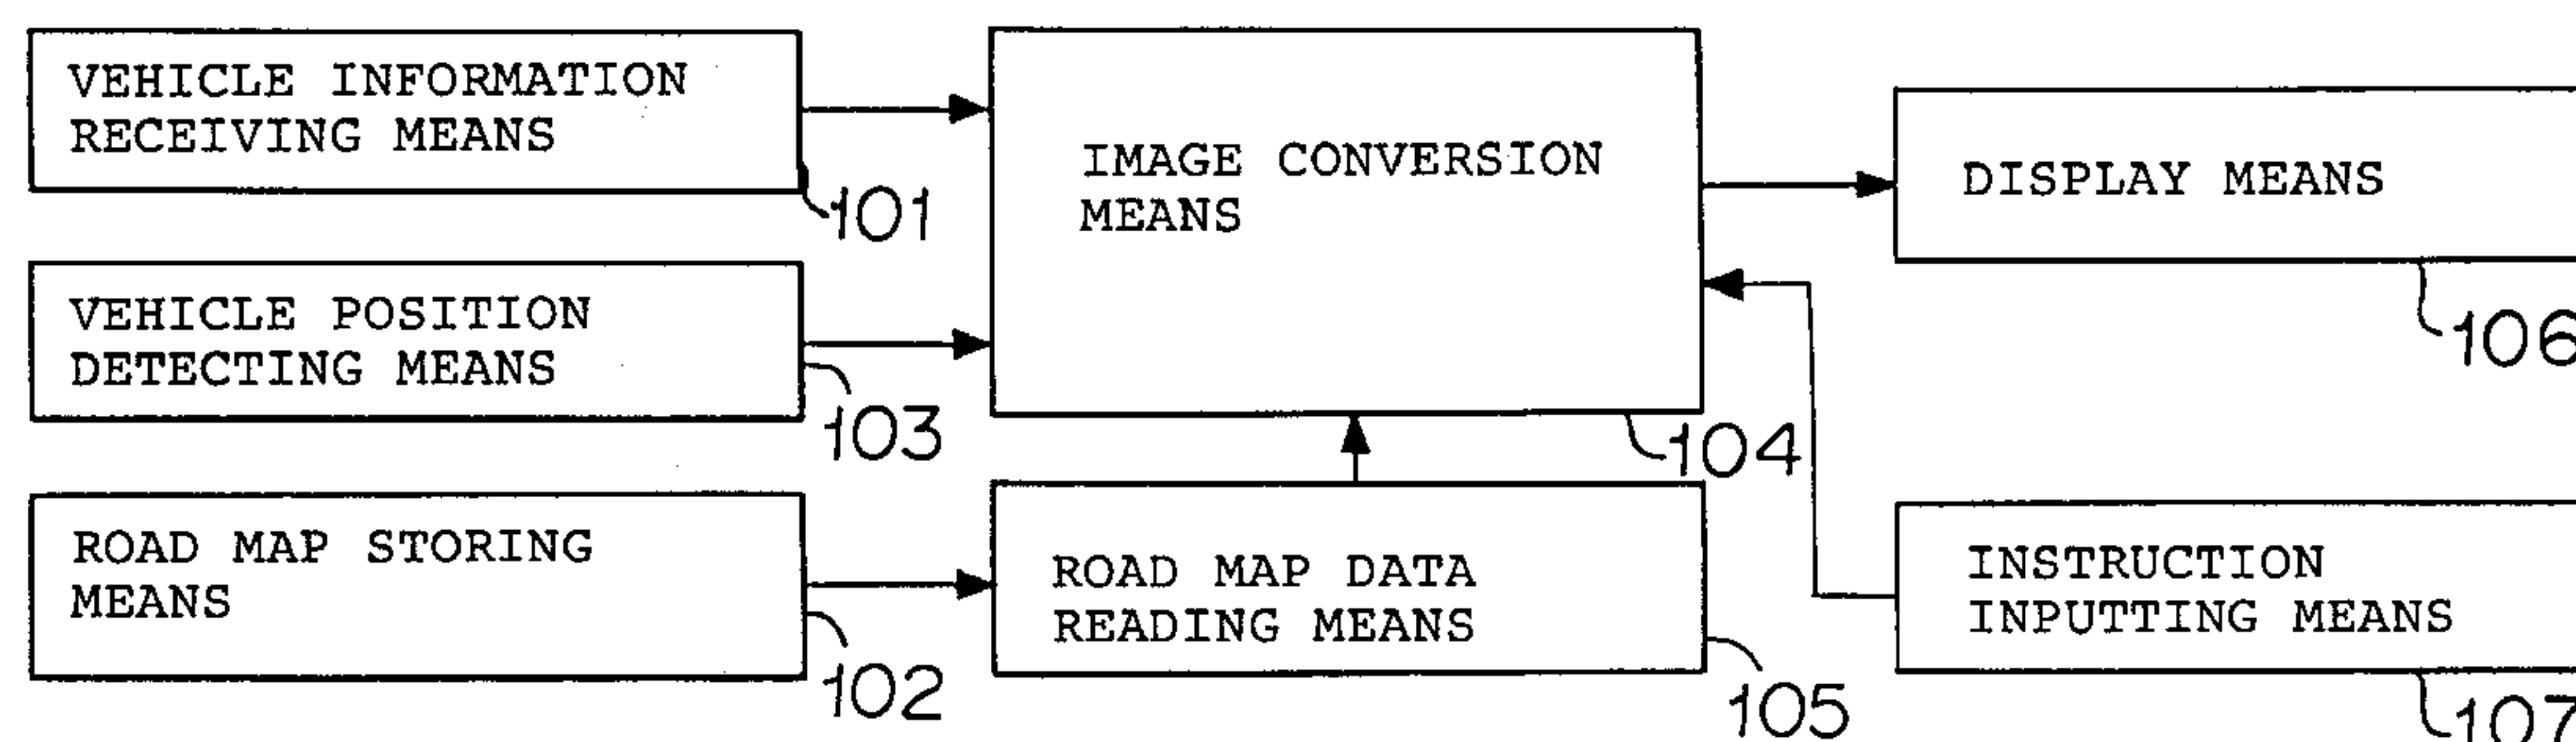 VEHICLE INFORMATION
RECEIVING MEANS
101
VEHICLE POSITION
DETECTING MEANS
103
ROAD MAP STORING
MEANS
102
IMAGE CONVERSION
MEANS
104
ROAD MAP DATA
READING MEANS
105
DISPLAY MEANS
106
INSTRUCTION
INPUTTING MEANS
107